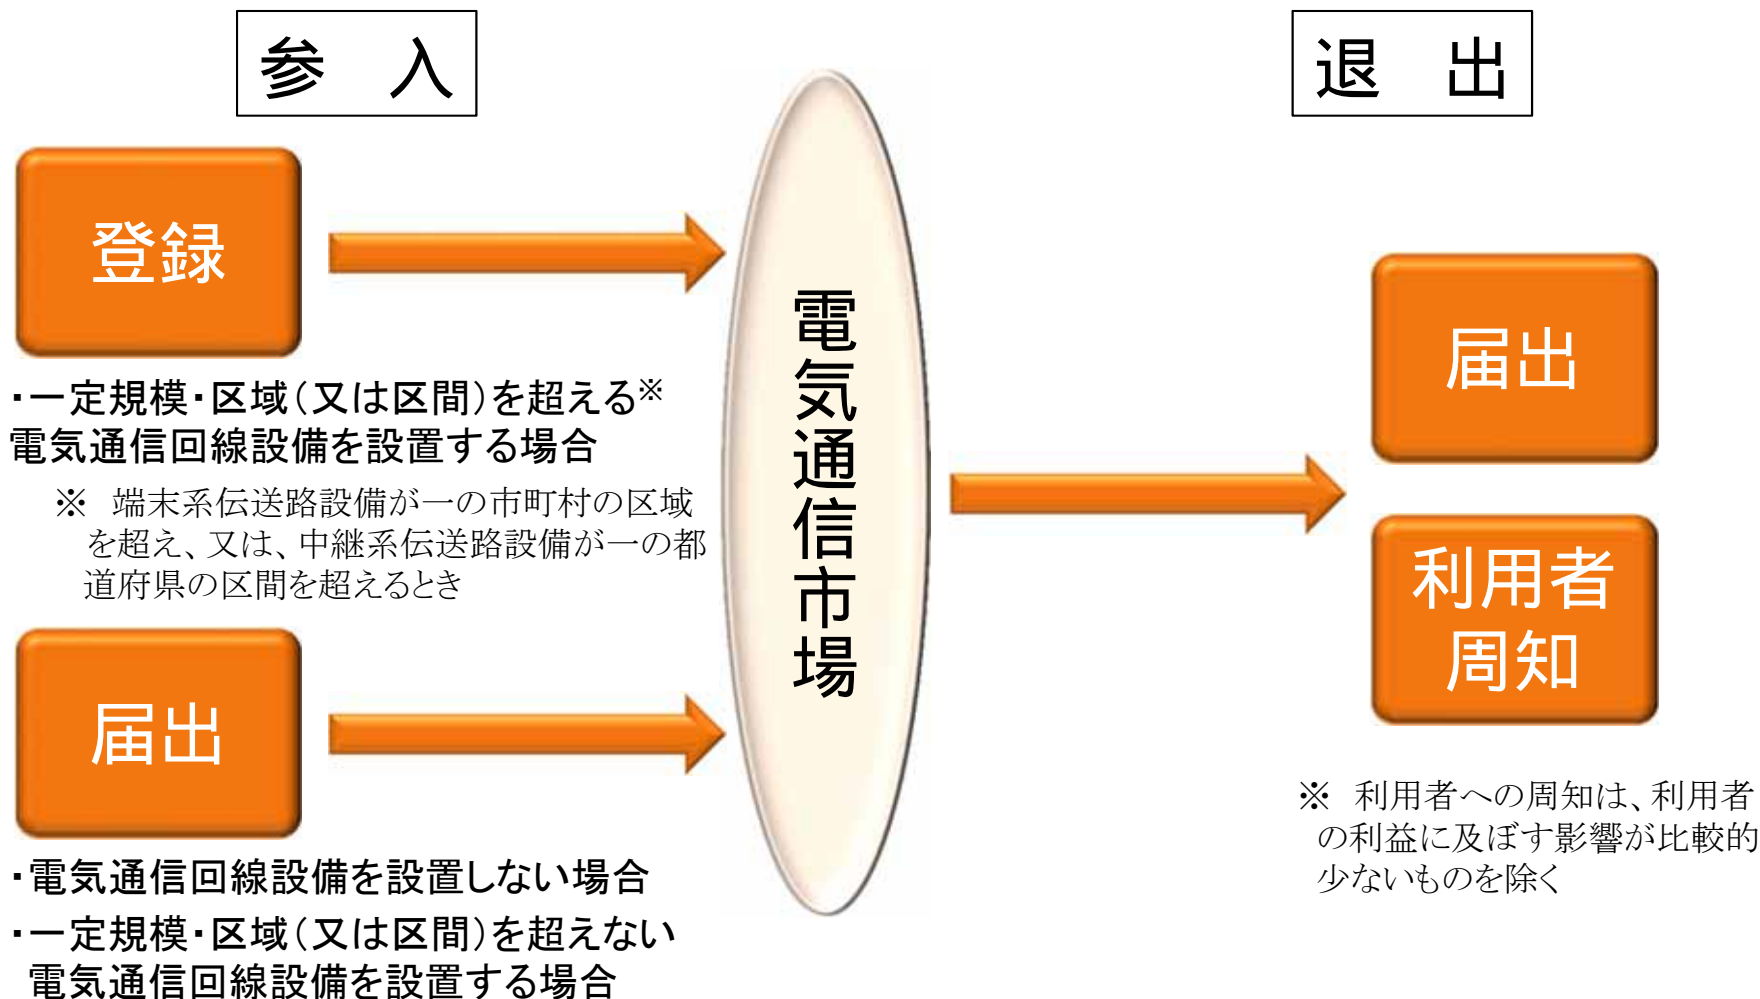 参　入
登録
・一定規模・区域（又は区間）を超える※
電気通信回線設備を設置する場合
※　端末系伝送路設備が一の市町村の区域
を超え、又は、中継系伝送路設備が一の都
道府県の区間を超えるとき
届出
・電気通信回線設備を設置しない場合
・一定規模・区域（又は区間）を超えない
電気通信回線設備を設置する場合
電気通信市場
退　出
届出
利用者
周知
※　利用者への周知は、利用者
の利益に及ぼす影響が比較的
少ないものを除く